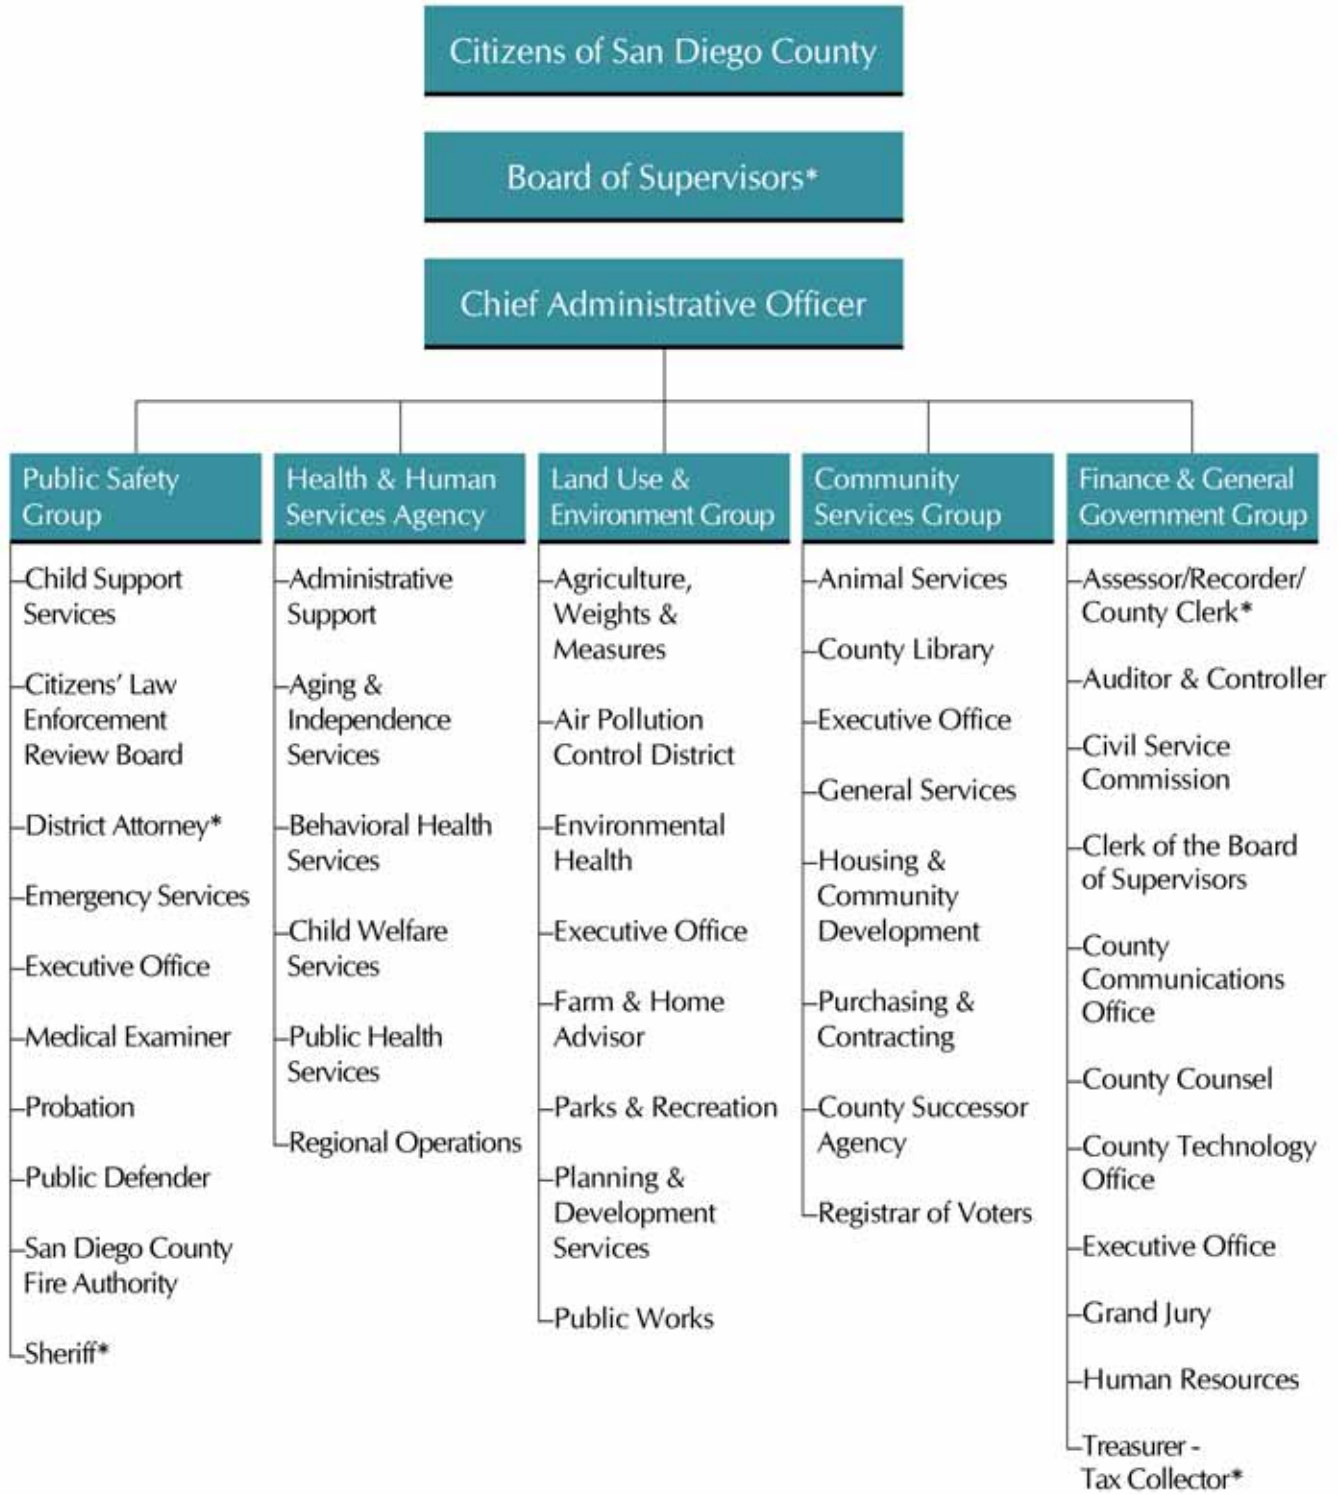 Citizens of San Diego County
Board of Supervisors*
Chief Administrative Officer
Public Safety
Group
Child Support
Services
Citizens’ Law
Enforcement
Review Board
District Attorney*
Emergency Services
Executive Office
Medical Examiner
Probation
Public Defender
San Diego County
Fire Authority
Sheriff*
Health & Human
Services Agency
Administrative
Support
Aging &
Independence
Services
Behavioral Health
Services
Child Welfare
Services
Public Health
Services
Regional Operations
Land Use &
Environment Group
Agriculture,
Weights &
Measures
Air Pollution
Control District
Environmental
Health
Executive Office
Farm & Home
Advisor
Parks & Recreation
Planning &
Development
Services
Public Works
Community
Services Group
Animal Services
County Library
Executive Office
General Services
Housing &
Community
Development
Purchasing &
Contracting
County Successor
Agency
Registrar of Voters
Finance & General
Government Group
Assessor/Recorder/
County Clerk*
Auditor & Controller
Civil Service
Commission
Clerk of the Board
of Supervisors
County
Communications
Office
County Counsel
County Technology
Office
Executive Office
Grand Jury
Human Resources
Treasurer -
Tax Collector*